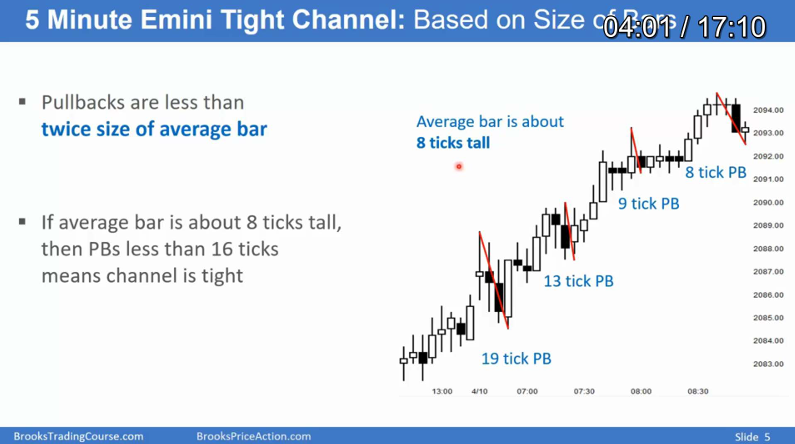 5 Minute Emini Tight Channel: Based on Size of Bars
04:01 / 17:10
▪ Pullbacks are less than
twice size of average bar
▪ If average bar is about 8 ticks tall,
then PBs less than 16 ticks
means channel is tight
Average bar is about
8 ticks tall
8 tick PB
9 tick PB
13 tick PB
19 tick PB
2094.00
2093.00
2092.00
2091.00
2090.00
2089.00
2088.00
2087.00
2086.00
2085.00
2084.00
2083.00
13:00 4/10 07:00 07:30 08:00 08:30
BrooksTradingCourse.com BrooksPriceAction.com Slide 5